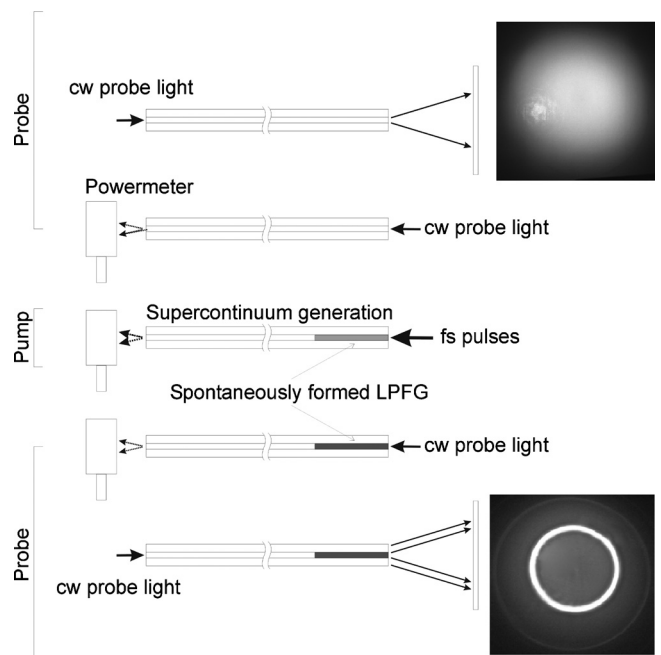 Probe
cw probe light
Powermeter
cw probe light
Pump
Supercontinuum generation
fs pulses
Spontaneously formed LPFG
cw probe light
Probe
cw probe light